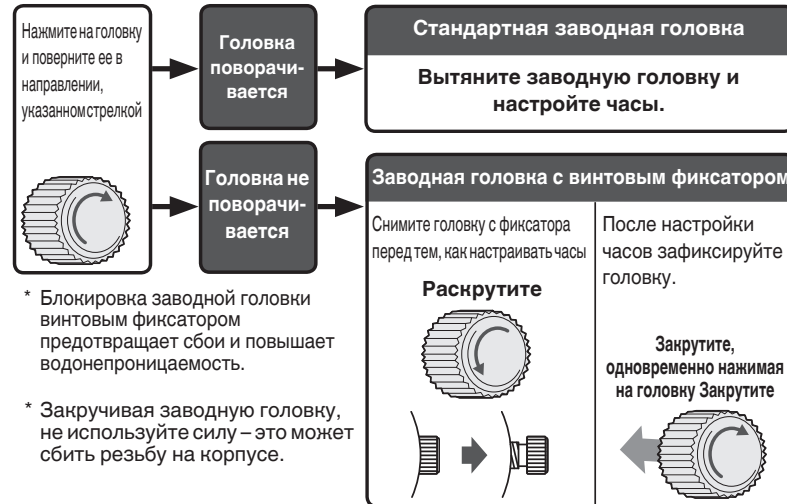 Нажмите на головку
и поверните ее в
направлении,
указанном стрелкой
Головка
поворачи-
вается
Стандартная заводная головка
Вытяните заводную головку и
настройте часы.
Головка не
поворачи-
вается
Заводная головка с винтовым фиксатором
Снимите головку с фиксатора
перед тем, как настраивать часы
Раскрутите
После настройки
часов зафиксируйте
головку.
Закрутите,
одновременно нажимая
на головку Закрутите
* Блокировка заводной головки
винтовым фиксатором
предотвращает сбои и повышает
водонепроницаемость.
* Закручивая заводную головку,
не используйте силу – это может
сбить резьбу на корпусе.